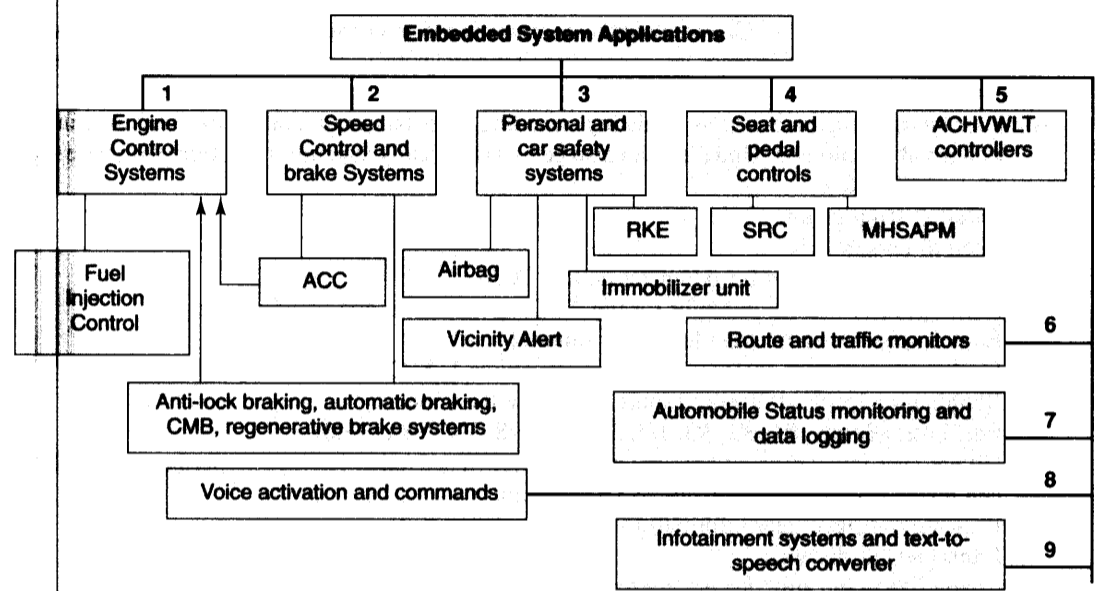 Embedded System Applications
1
2
3
4
5
Engine
Control
Systems
Speed
Control and
brake Systems
Personal and
car safety
systems
Seat and
pedal
controls
ACHVWLT
controllers
RKE
SRC
MHSAPM
Fuel
Injection
Control
ACC
Airbag
Immobilizer unit
Vicinity Alert
Route and traffic monitors
6
Anti-lock braking, automatic braking,
CMB, regenerative brake systems
Automobile Status monitoring and
data logging
7
Voice activation and commands
8
Infotainment systems and text-to-
speech converter
9